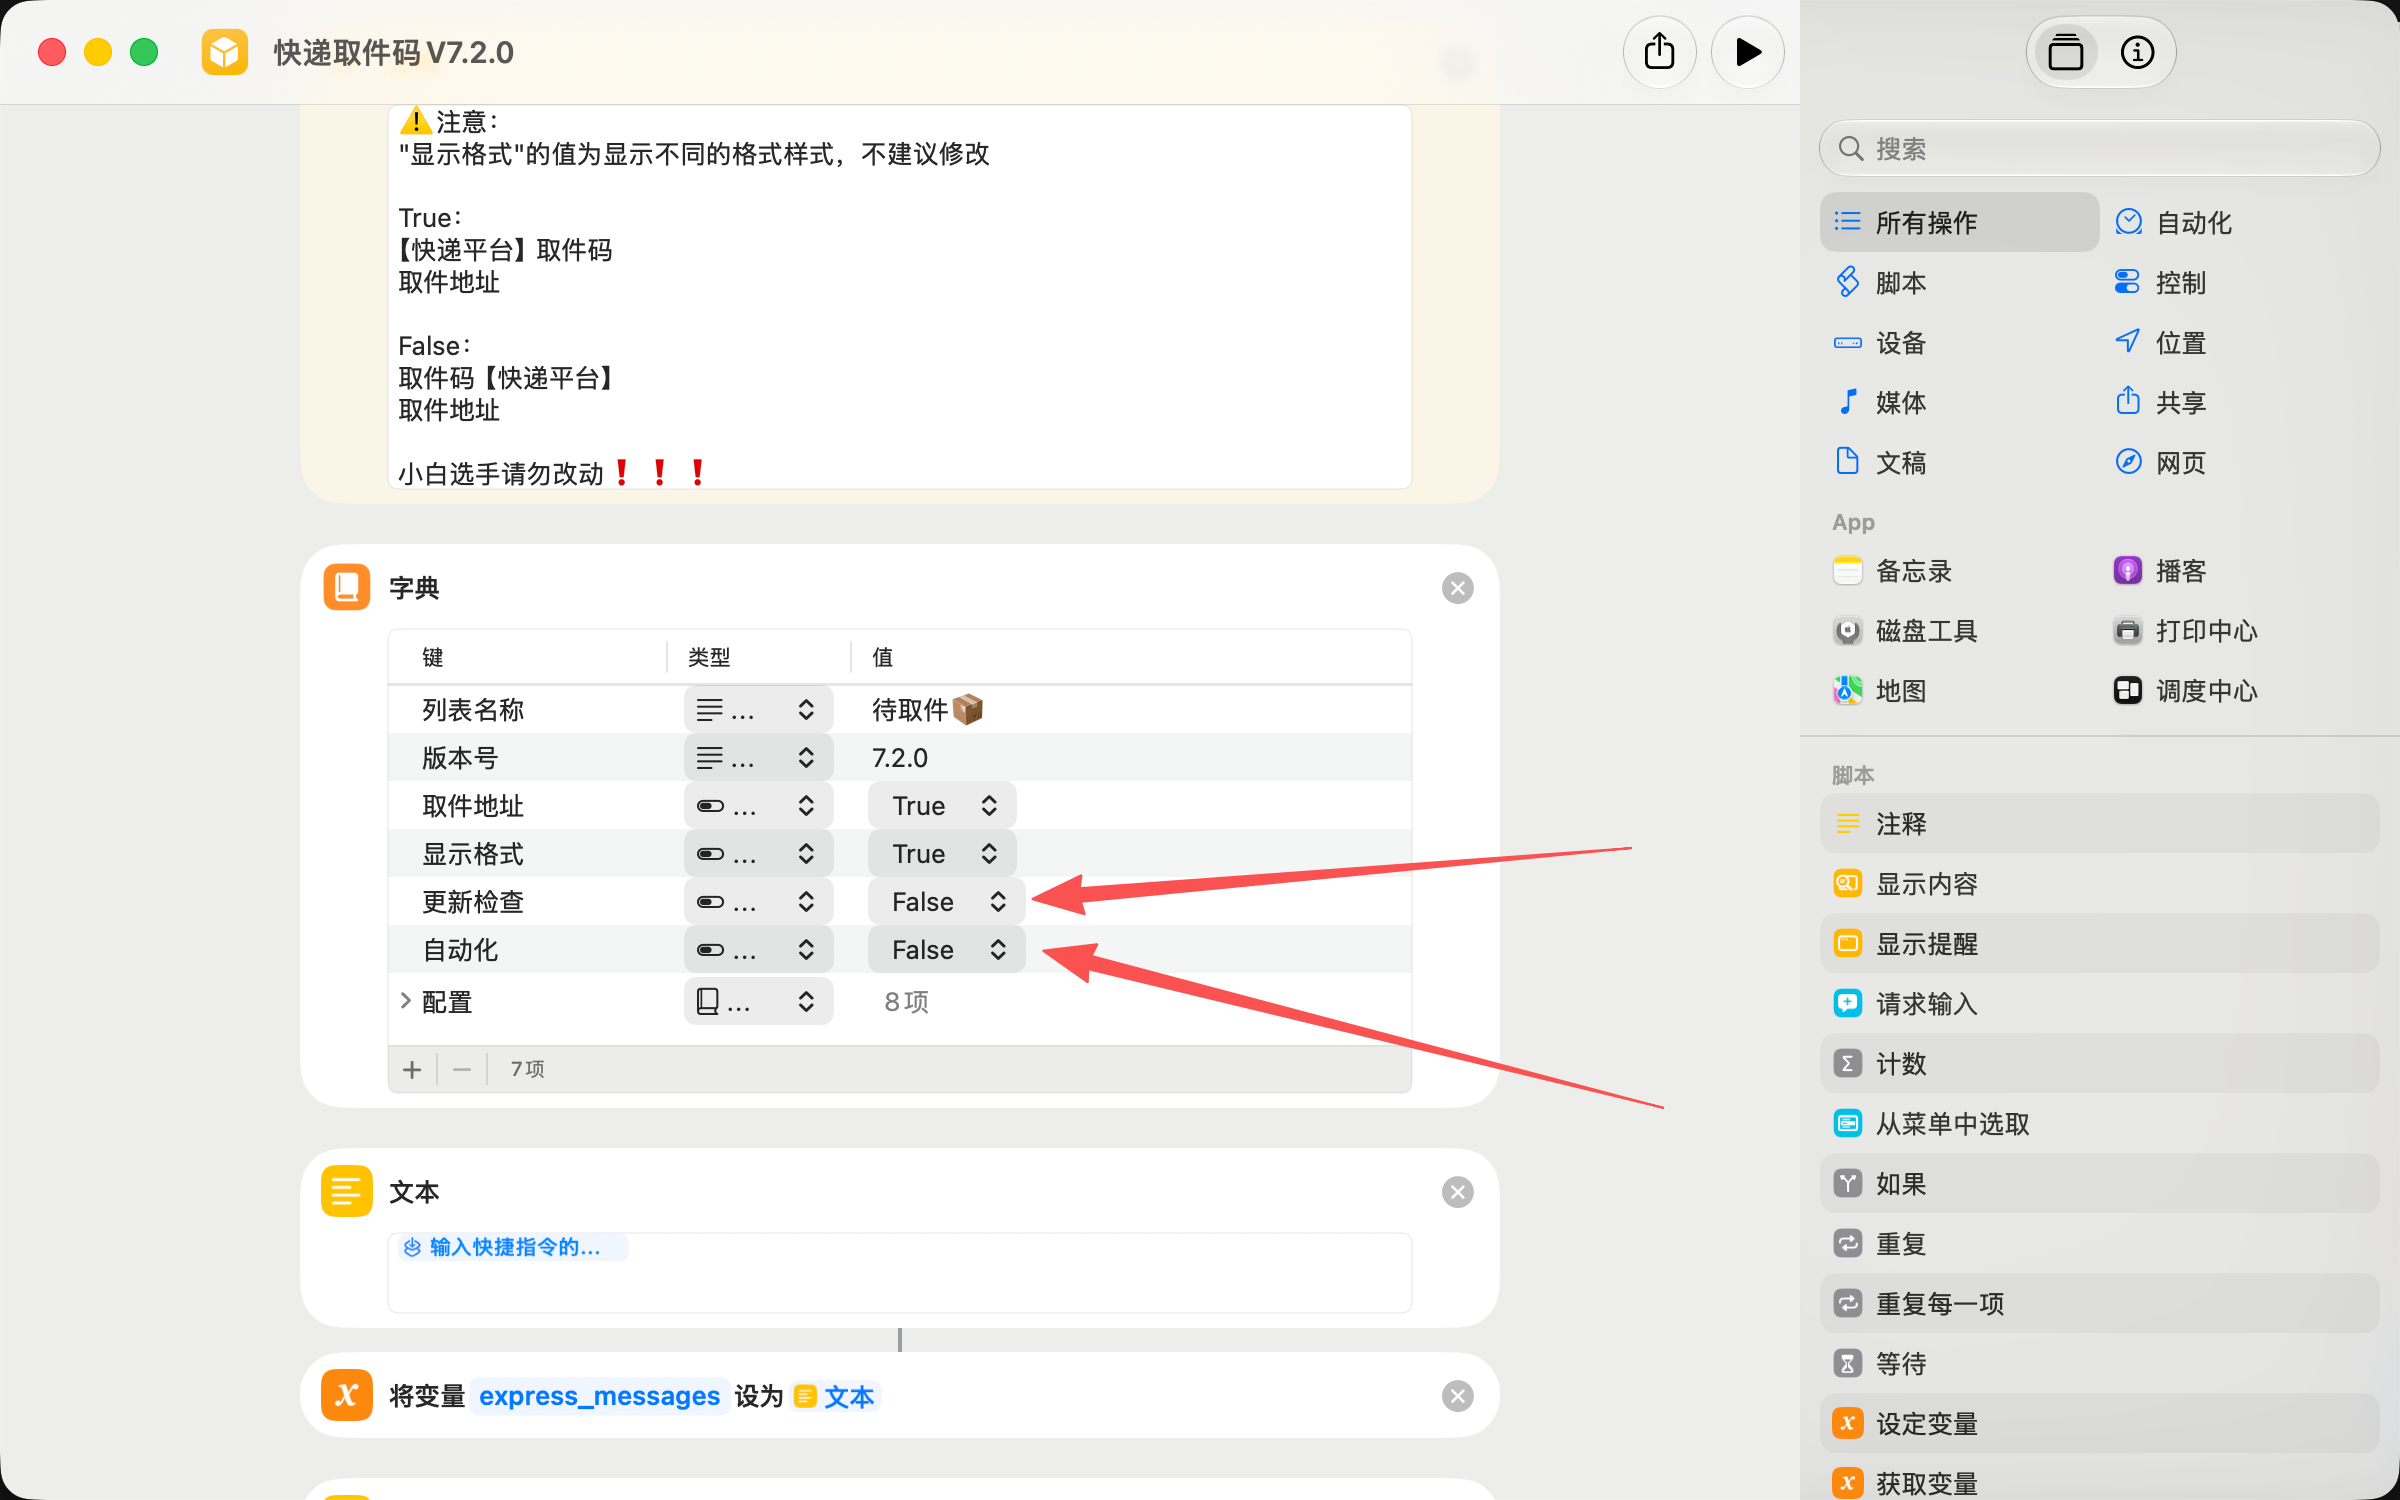 快递取件码 V7.2.0
⚠️注意：
"显示格式"的值为显示不同的格式样式，不建议修改
True：
【快递平台】取件码
取件地址
False：
取件码【快递平台】
取件地址
小白选手请勿改动❗❗❗
字典
键 类型 值
列表名称 ... 待取件📦
版本号 ... 7.2.0
取件地址 ... True
显示格式 ... True
更新检查 ... False
自动化 ... False
配置 ... 8项
7项
文本
输入快捷指令的...
将变量 express_messages 设为 文本
搜索
所有操作 自动化
脚本 控制
设备 位置
媒体 共享
文稿 网页
App
备忘录 播客
磁盘工具 打印中心
地图 调度中心
脚本
注释
显示内容
显示提醒
请求输入
计数
从菜单中选取
如果
重复
重复每一项
等待
设定变量
获取变量